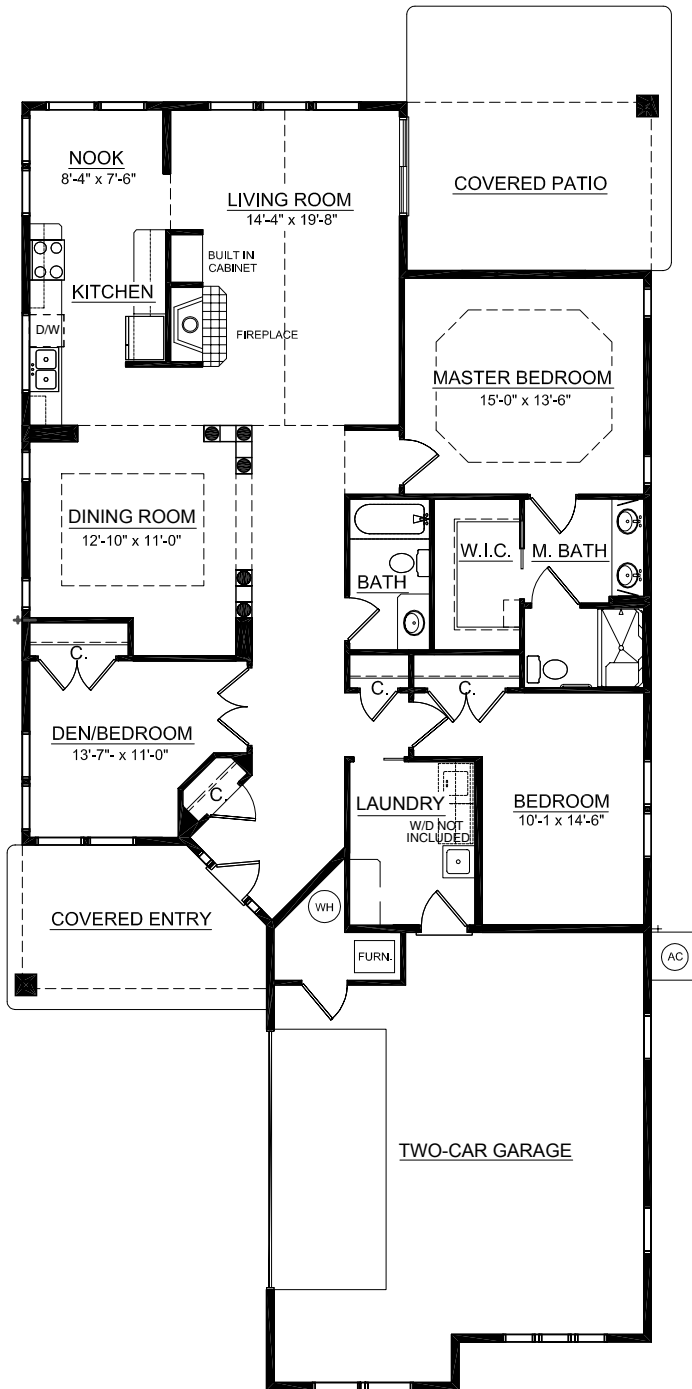 NOOK
8'-4" x 7'-6"
LIVING ROOM
14'-4" x 19'-8"
COVERED PATIO
BUILT IN
CABINET
KITCHEN
D/W
FIREPLACE
MASTER BEDROOM
15'-0" x 13'-6"
DINING ROOM
12'-10" x 11'-0"
BATH
W.I.C.
M. BATH
C.
C.
C.
DEN/BEDROOM
13'-7"- x 11'-0"
C.
LAUNDRY
W/D NOT
INCLUDED
BEDROOM
10'-1 x 14'-6"
COVERED ENTRY
WH
FURN.
AC
TWO-CAR GARAGE